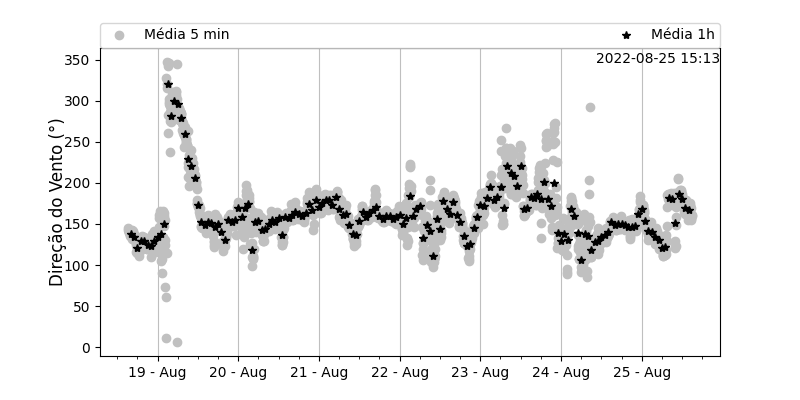 Média 5 min
Média 1h
2022-08-25 15:13
Direção do Vento (°)
350
300
250
200
150
100
50
0
19 - Aug
20 - Aug
21 - Aug
22 - Aug
23 - Aug
24 - Aug
25 - Aug